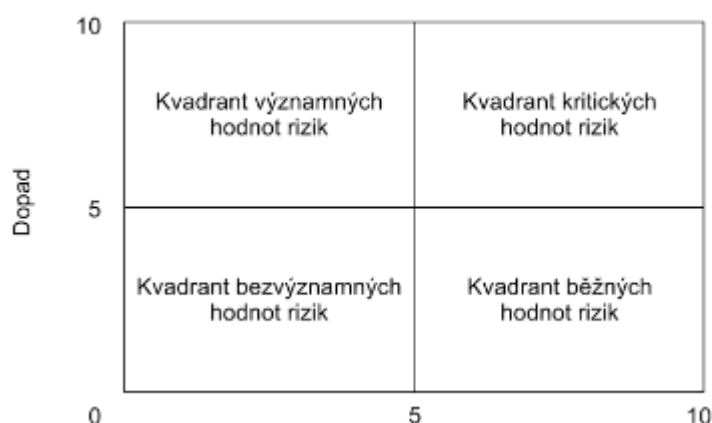 10
Kvadrant významných
hodnot rizik
Kvadrant kritických
hodnot rizik
Dopad
5
Kvadrant bezvýznamných
hodnot rizik
Kvadrant běžných
hodnot rizik
0
5
10